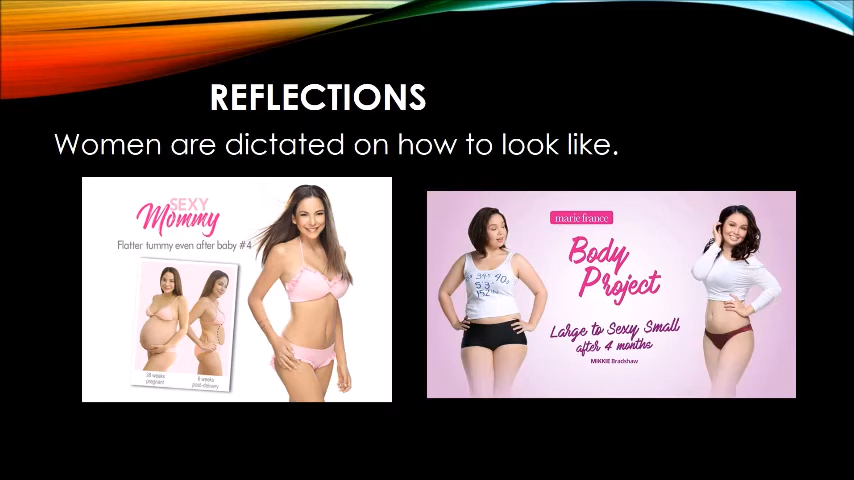 REFLECTIONS
Women are dictated on how to look like.
SEXY
Mommy
Flatter tummy even after baby #4
38 weeks
pregnant
6 weeks
post-delivery
marie france
Body
Project
Large to Sexy Small
after 4 months
MIKKIE Bradshaw